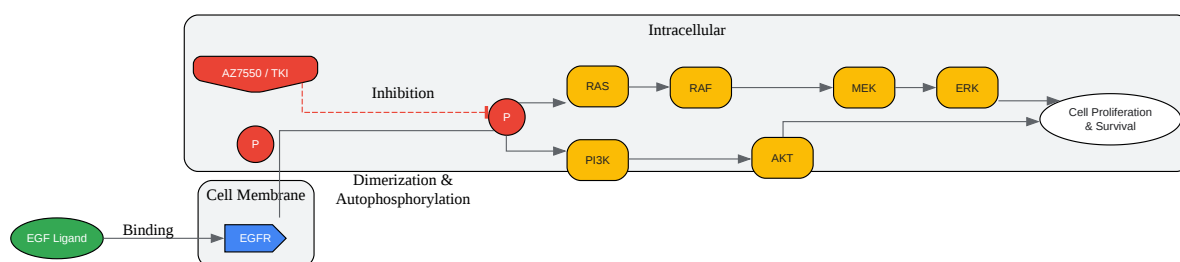 Intracellular
AZ7550 / TKI
Inhibition
RAS
RAF
MEK
ERK
P
Cell Proliferation
& Survival
P
PI3K
AKT
Dimerization &
Autophosphorylation
Cell Membrane
EGF Ligand
Binding
EGFR